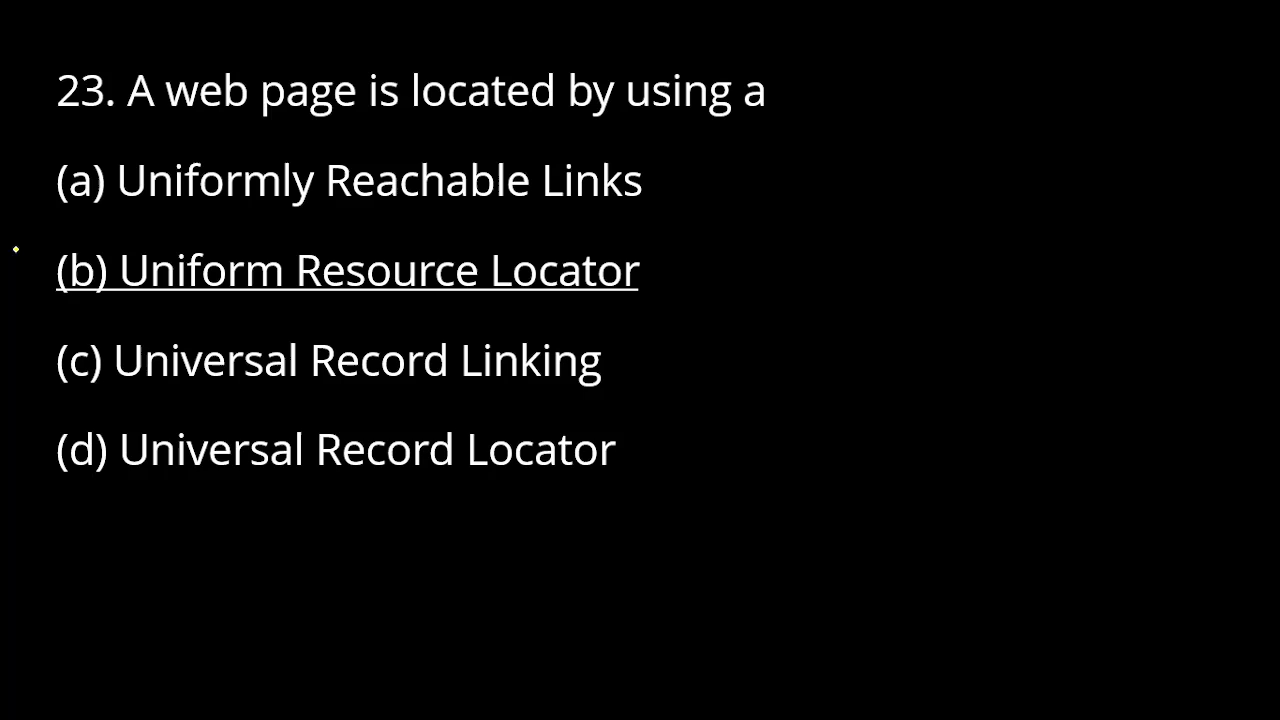 23. A web page is located by using a
(a) Uniformly Reachable Links
(b) Uniform Resource Locator
(c) Universal Record Linking
(d) Universal Record Locator